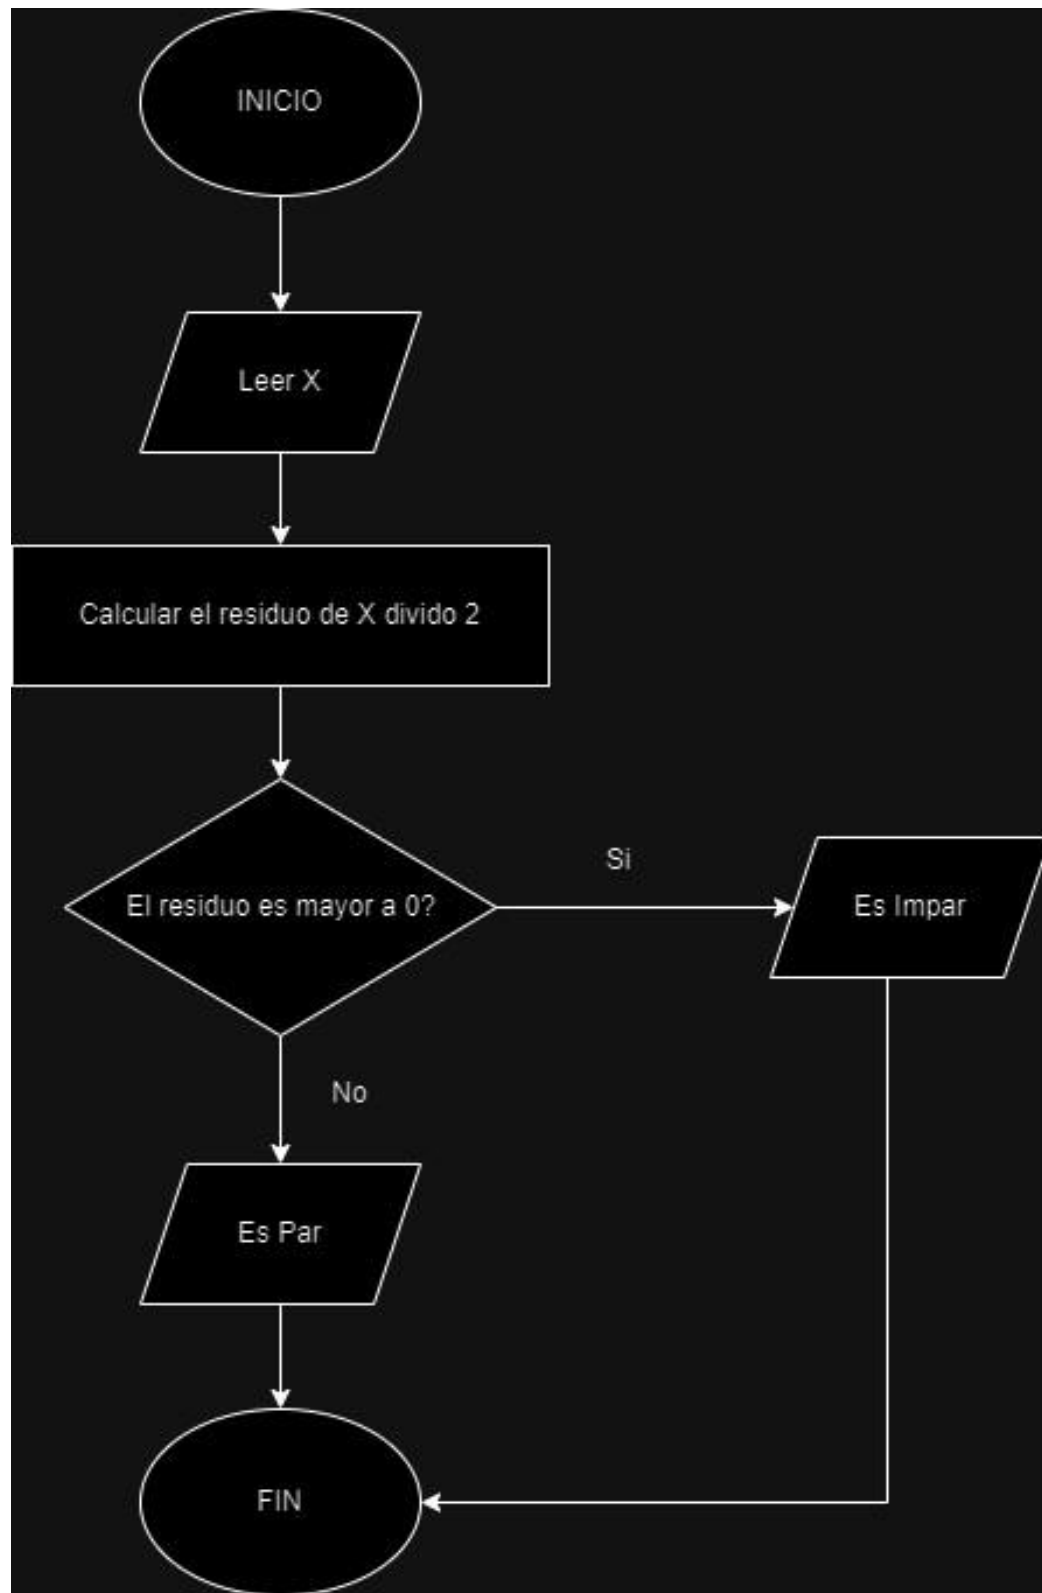 INICIO
Leer X
Calcular el residuo de X divido 2
El residuo es mayor a 0?
Si
Es Impar
No
Es Par
FIN